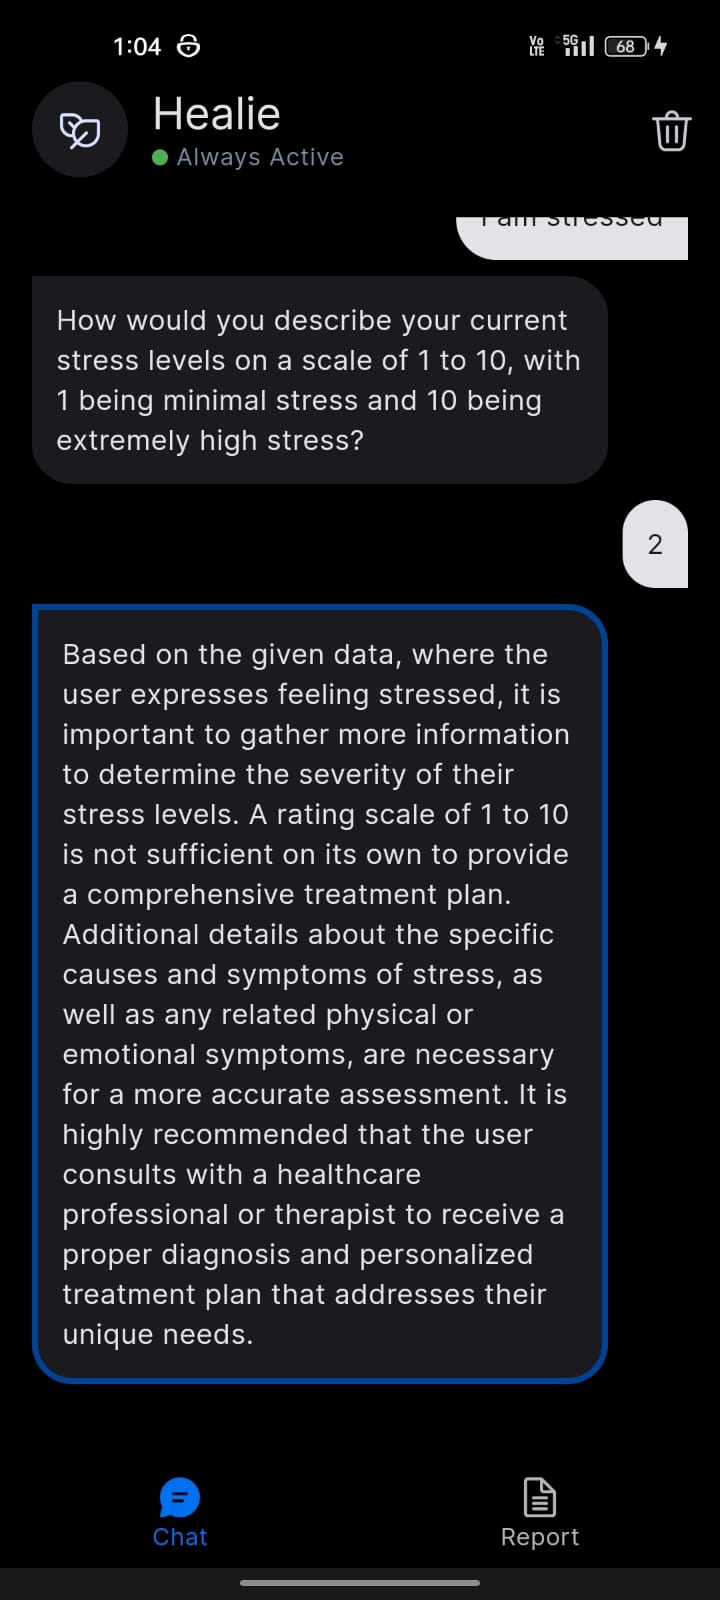 1:04
Vo
LTE
5G
68
Healie
Always Active
I am stressed
How would you describe your current
stress levels on a scale of 1 to 10, with
1 being minimal stress and 10 being
extremely high stress?
2
Based on the given data, where the
user expresses feeling stressed, it is
important to gather more information
to determine the severity of their
stress levels. A rating scale of 1 to 10
is not sufficient on its own to provide
a comprehensive treatment plan.
Additional details about the specific
causes and symptoms of stress, as
well as any related physical or
emotional symptoms, are necessary
for a more accurate assessment. It is
highly recommended that the user
consults with a healthcare
professional or therapist to receive a
proper diagnosis and personalized
treatment plan that addresses their
unique needs.
Chat
Report